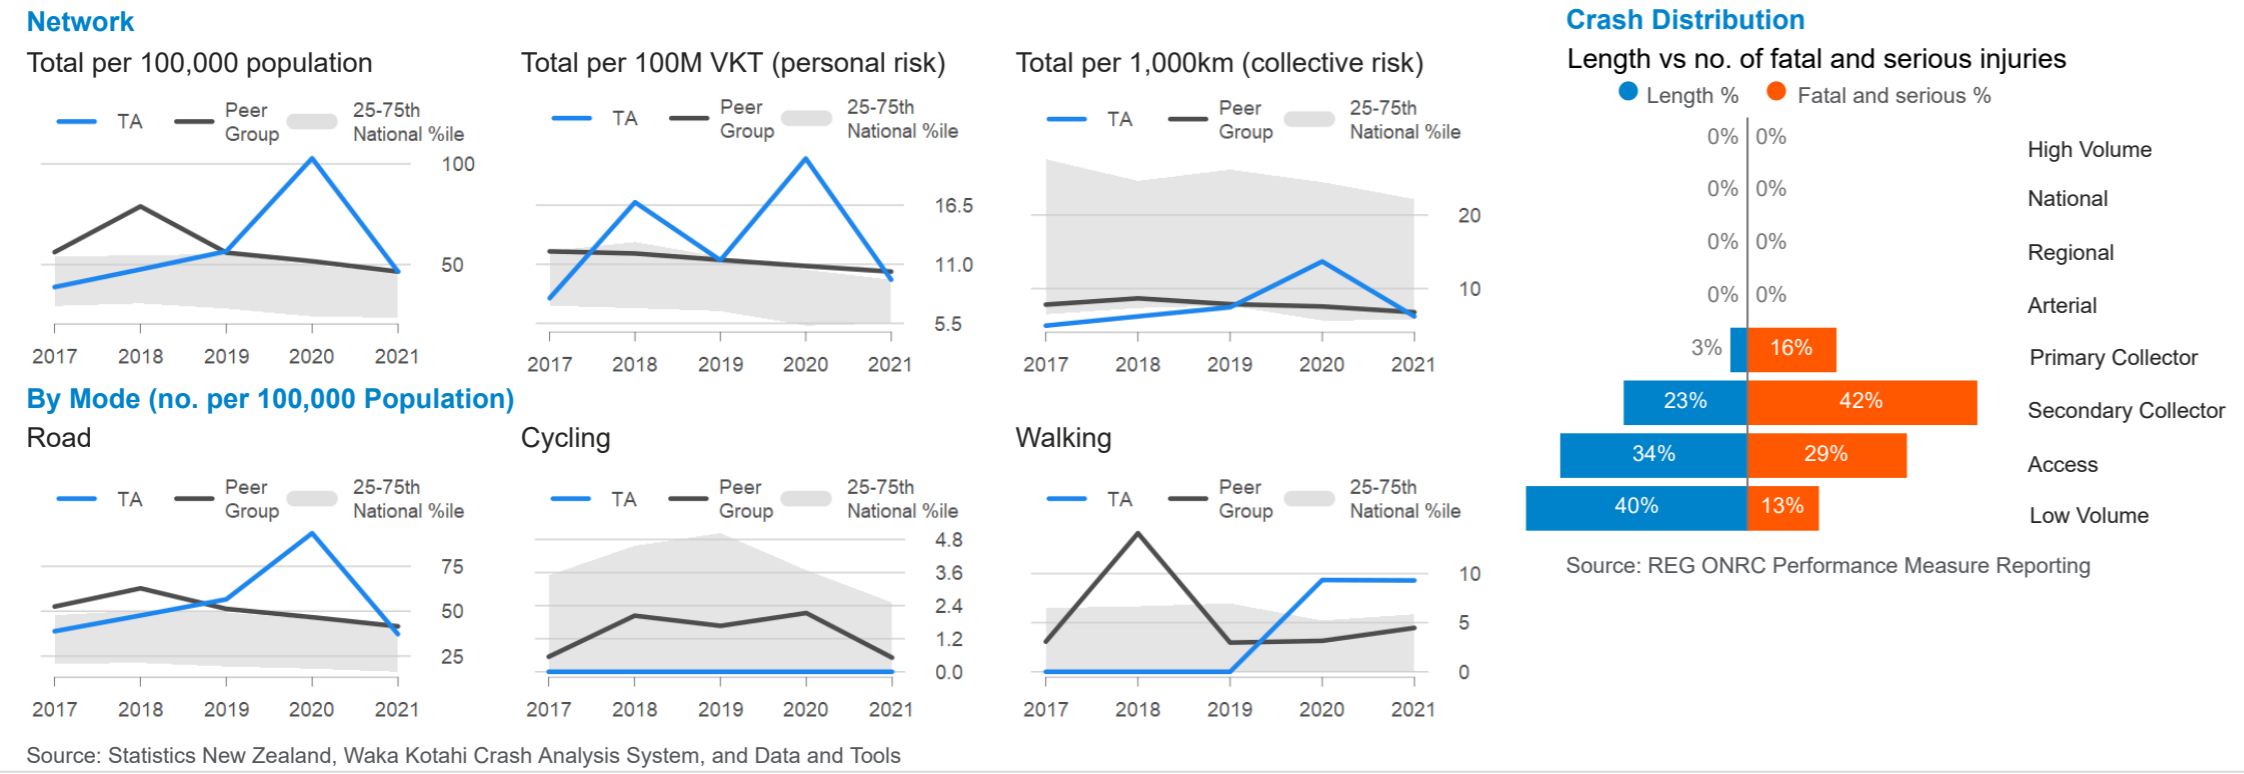 Network
Total per 100,000 population
TA
Peer Group
25-75th National %ile
100
50
2017 2018 2019 2020 2021
Total per 100M VKT (personal risk)
TA
Peer Group
25-75th National %ile
16.5
11.0
5.5
2017 2018 2019 2020 2021
Total per 1,000km (collective risk)
TA
Peer Group
25-75th National %ile
20
10
2017 2018 2019 2020 2021
By Mode (no. per 100,000 Population)
Road
TA
Peer Group
25-75th National %ile
75
50
25
2017 2018 2019 2020 2021
Cycling
TA
Peer Group
25-75th National %ile
4.8
3.6
2.4
1.2
0.0
2017 2018 2019 2020 2021
Walking
TA
Peer Group
25-75th National %ile
10
5
0
2017 2018 2019 2020 2021
Source: Statistics New Zealand, Waka Kotahi Crash Analysis System, and Data and Tools
Crash Distribution
Length vs no. of fatal and serious injuries
Length % Fatal and serious %
0% 0% High Volume
0% 0% National
0% 0% Regional
0% 0% Arterial
3% 16% Primary Collector
23% 42% Secondary Collector
34% 29% Access
40% 13% Low Volume
Source: REG ONRC Performance Measure Reporting